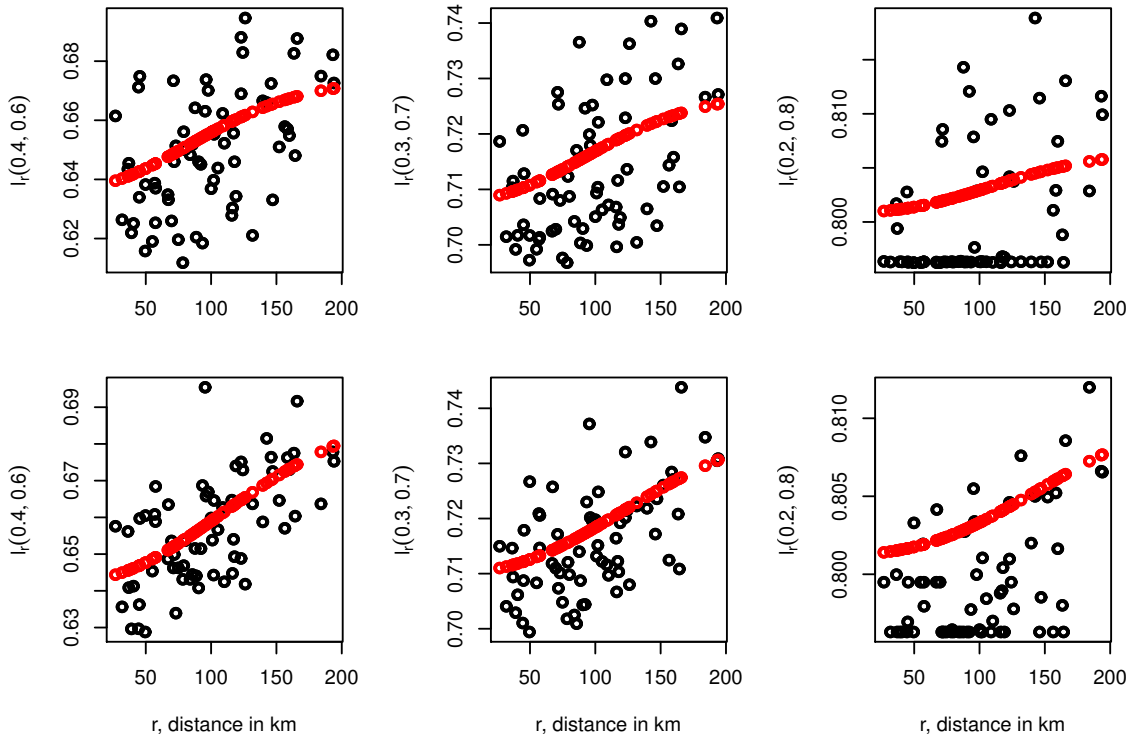 0.62 0.64 0.66 0.68
I_r(0.4, 0.6)
50 100 150 200
0.70 0.71 0.72 0.73 0.74
I_r(0.3, 0.7)
50 100 150 200
0.800 0.810
I_r(0.2, 0.8)
50 100 150 200
0.63 0.65 0.67 0.69
I_r(0.4, 0.6)
50 100 150 200
r, distance in km
0.70 0.71 0.72 0.73 0.74
I_r(0.3, 0.7)
50 100 150 200
r, distance in km
0.800 0.805 0.810
I_r(0.2, 0.8)
50 100 150 200
r, distance in km